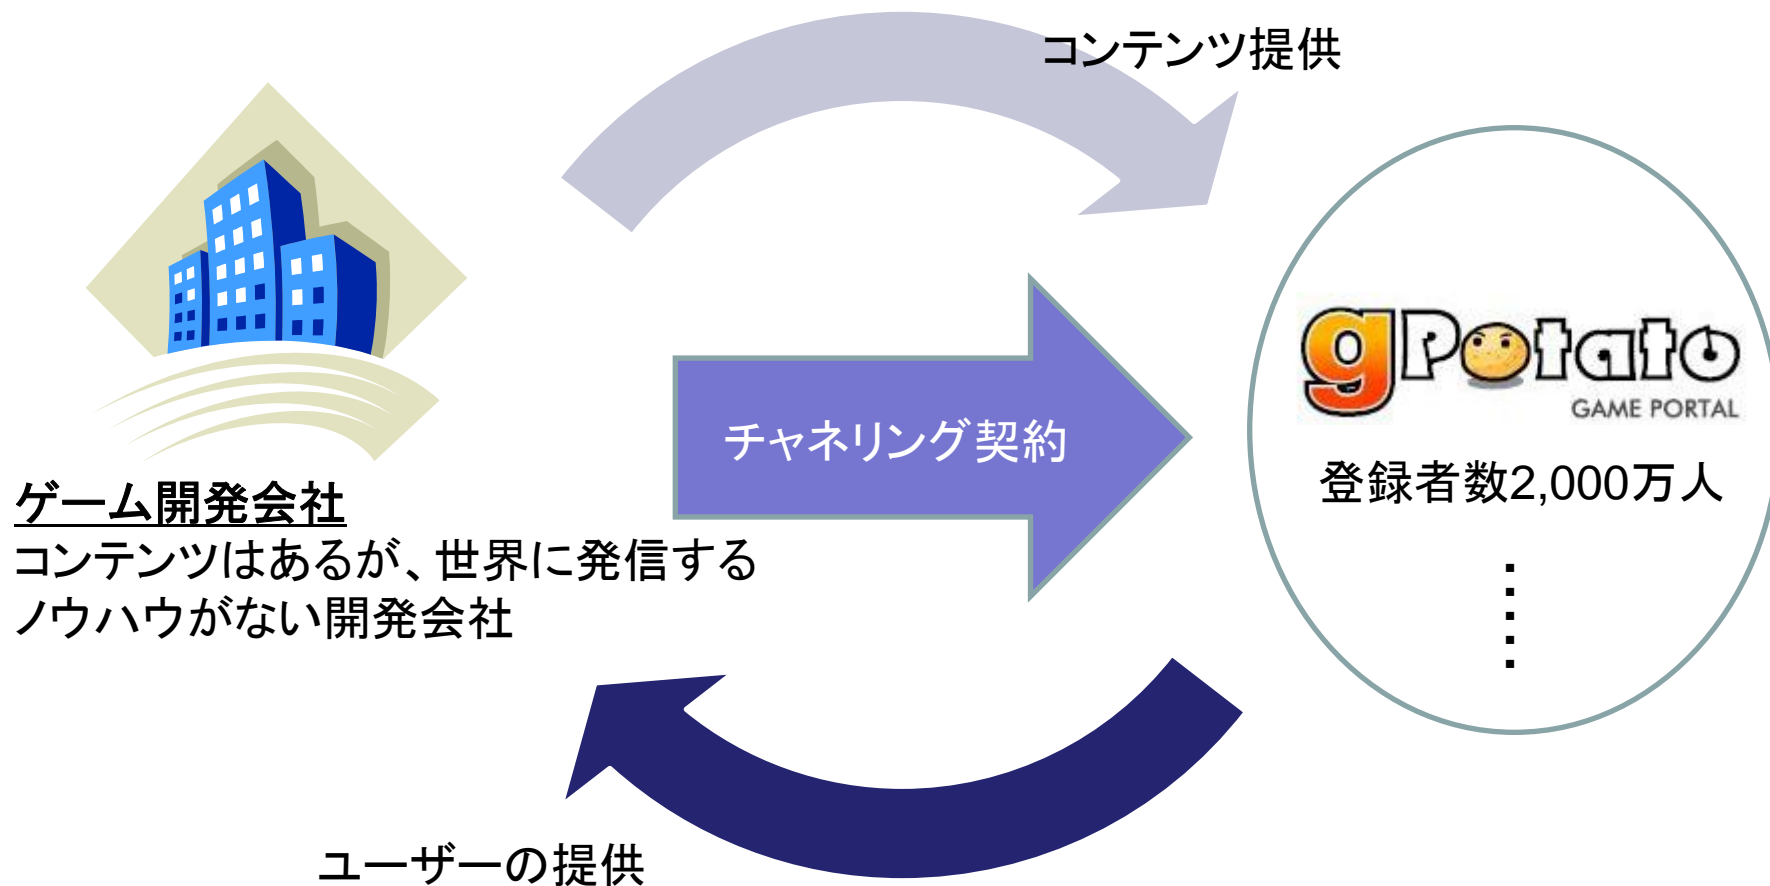 コンテンツ提供
gPotato
GAME PORTAL
チャネリング契約
登録者数2,000万人
ゲーム開発会社
コンテンツはあるが、世界に発信する
ノウハウがない開発会社
ユーザーの提供